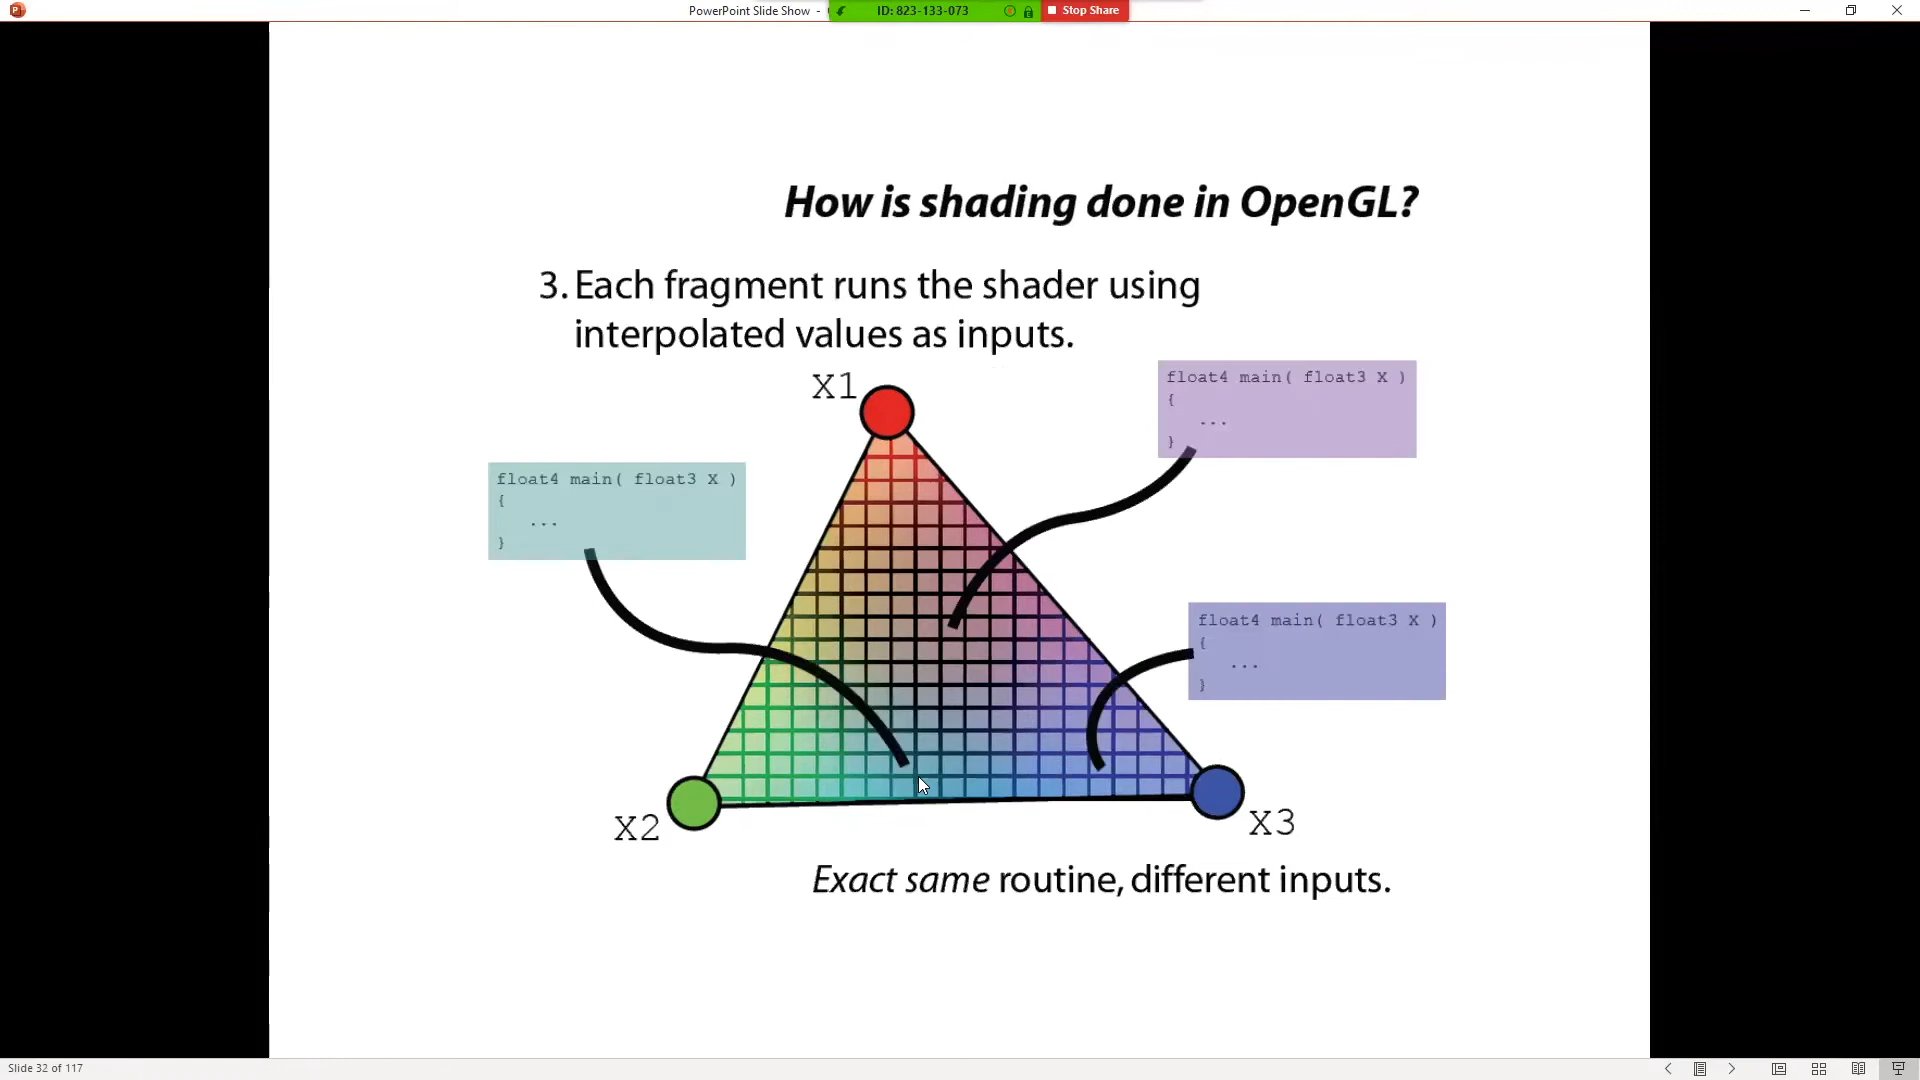 PowerPoint Slide Show -
ID: 823-133-073
Stop Share
How is shading done in OpenGL?
3. Each fragment runs the shader using
interpolated values as inputs.
X1
float4 main( float3 X )
{
...
}
float4 main( float3 X )
{
...
}
float4 main( float3 X )
{
...
}
X2
X3
Exact same routine, different inputs.
Slide 32 of 117